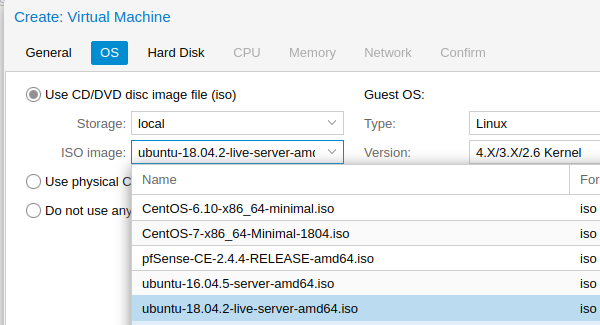 Create: Virtual Machine
General OS Hard Disk CPU Memory Network Confirm
Use CD/DVD disc image file (iso) Guest OS:
Storage: local Type: Linux
ISO image: ubuntu-18.04.2-live-server-amd Version: 4.X/3.X/2.6 Kernel
Use physical C
Name For
Do not use any
CentOS-6.10-x86_64-minimal.iso iso
CentOS-7-x86_64-Minimal-1804.iso iso
pfSense-CE-2.4.4-RELEASE-amd64.iso iso
ubuntu-16.04.5-server-amd64.iso iso
ubuntu-18.04.2-live-server-amd64.iso iso